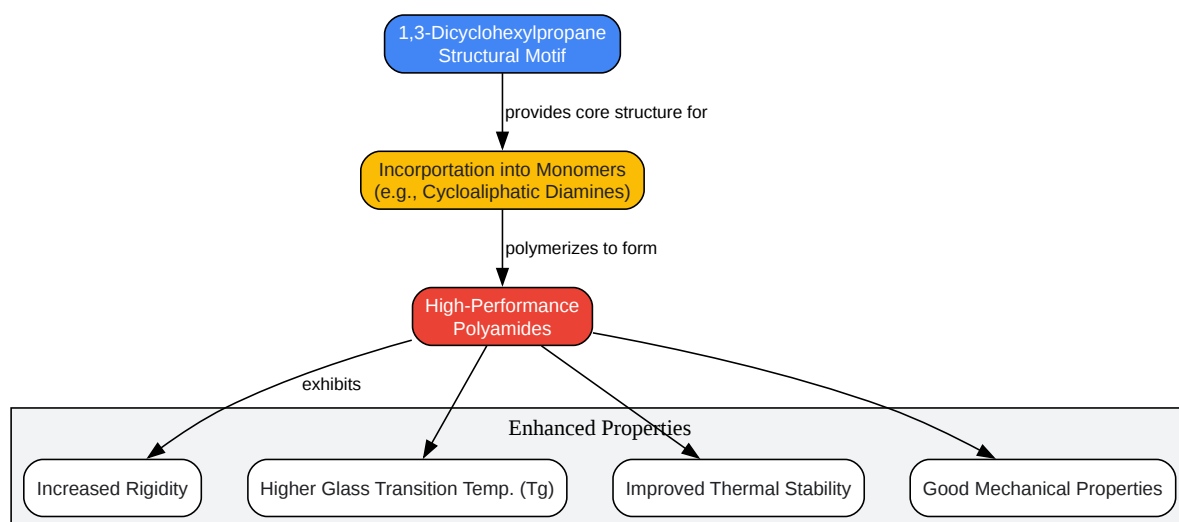 1,3-Dicyclohexylpropane
Structural Motif
provides core structure for
Incorportation into Monomers
(e.g., Cycloaliphatic Diamines)
polymerizes to form
High-Performance
Polyamides
exhibits
Enhanced Properties
Increased Rigidity
Higher Glass Transition Temp. (Tg)
Improved Thermal Stability
Good Mechanical Properties